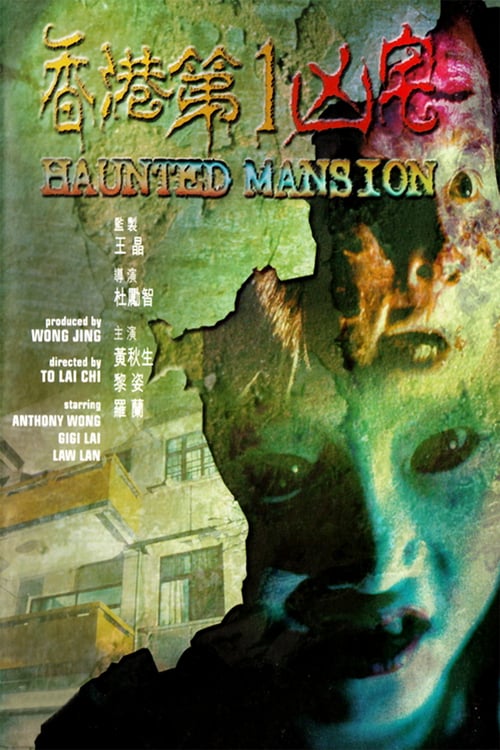 香港第1凶宅
HAUNTED MANSION
監製
王晶
導演
杜勵智
主演
黃秋生
黎姿
羅蘭
produced by
WONG JING
directed by
TO LAI CHI
starring
ANTHONY WONG
GIGI LAI
LAW LAN